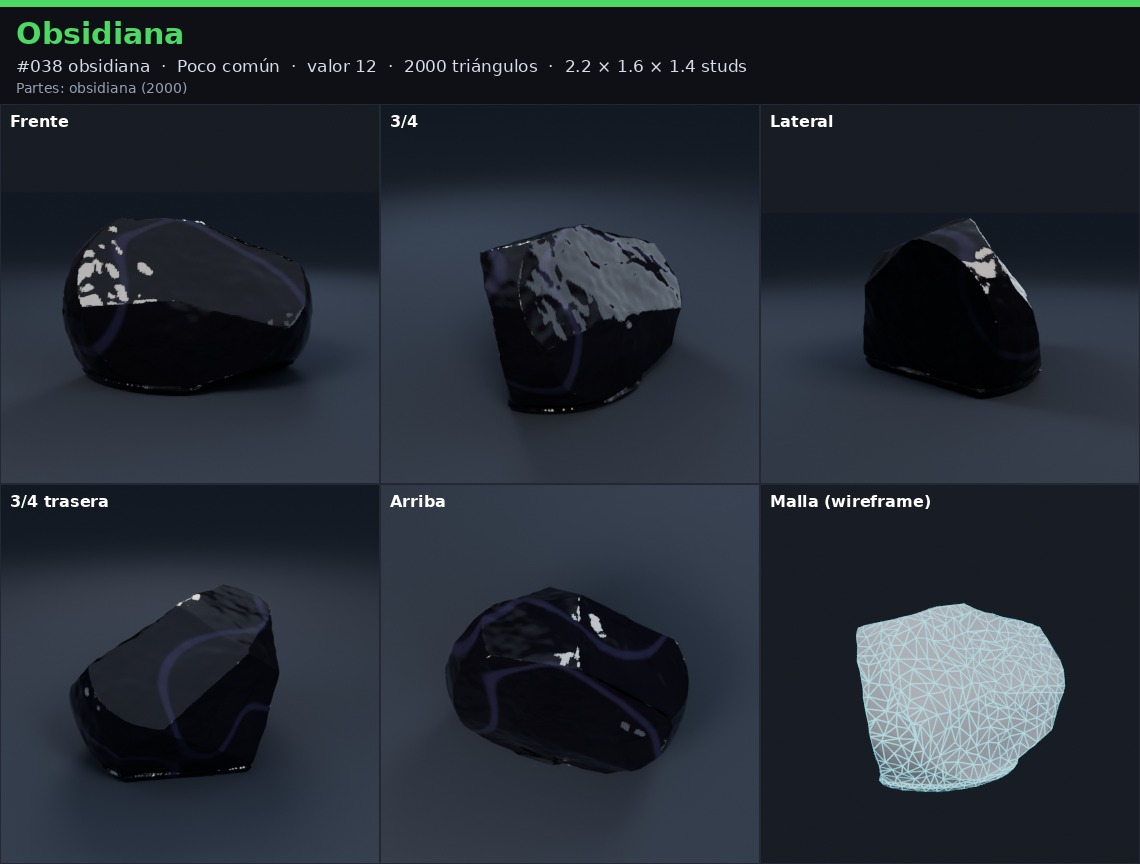 Obsidiana
#038 obsidiana · Poco común · valor 12 · 2000 triángulos · 2.2 × 1.6 × 1.4 studs
Partes: obsidiana (2000)
Frente
3/4
Lateral
3/4 trasera
Arriba
Malla (wireframe)